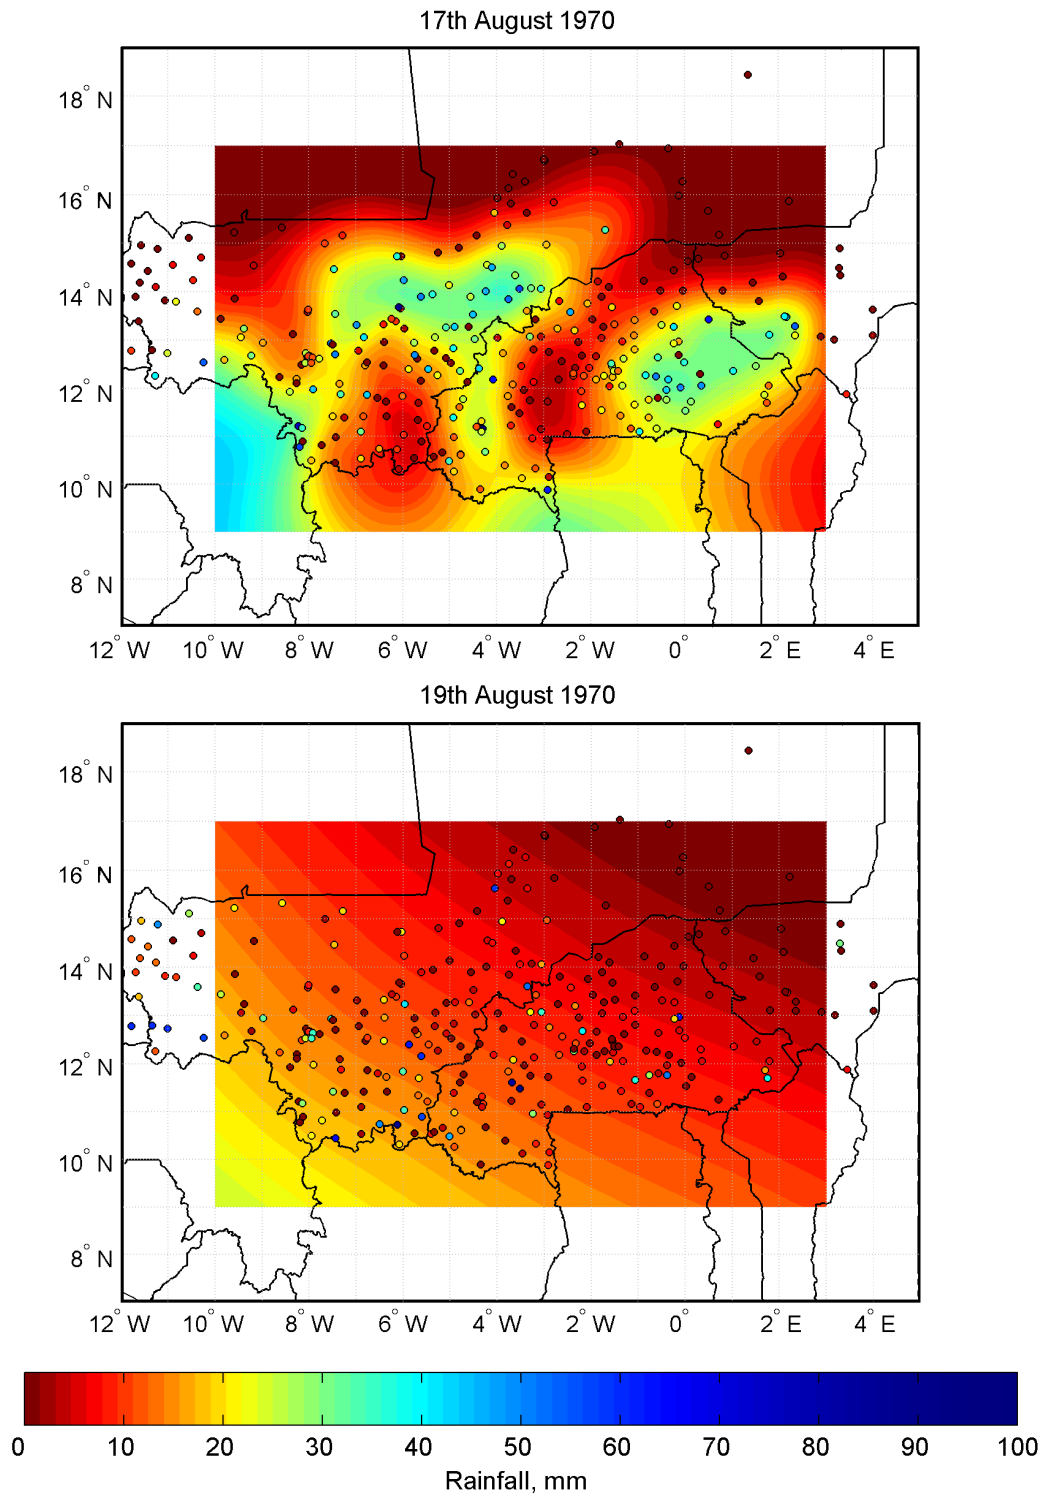 17th August 1970
18° N
16° N
14° N
12° N
10° N
8° N
12° W 10° W 8° W 6° W 4° W 2° W 0° 2° E 4° E
19th August 1970
18° N
16° N
14° N
12° N
10° N
8° N
12° W 10° W 8° W 6° W 4° W 2° W 0° 2° E 4° E
0 10 20 30 40 50 60 70 80 90 100
Rainfall, mm